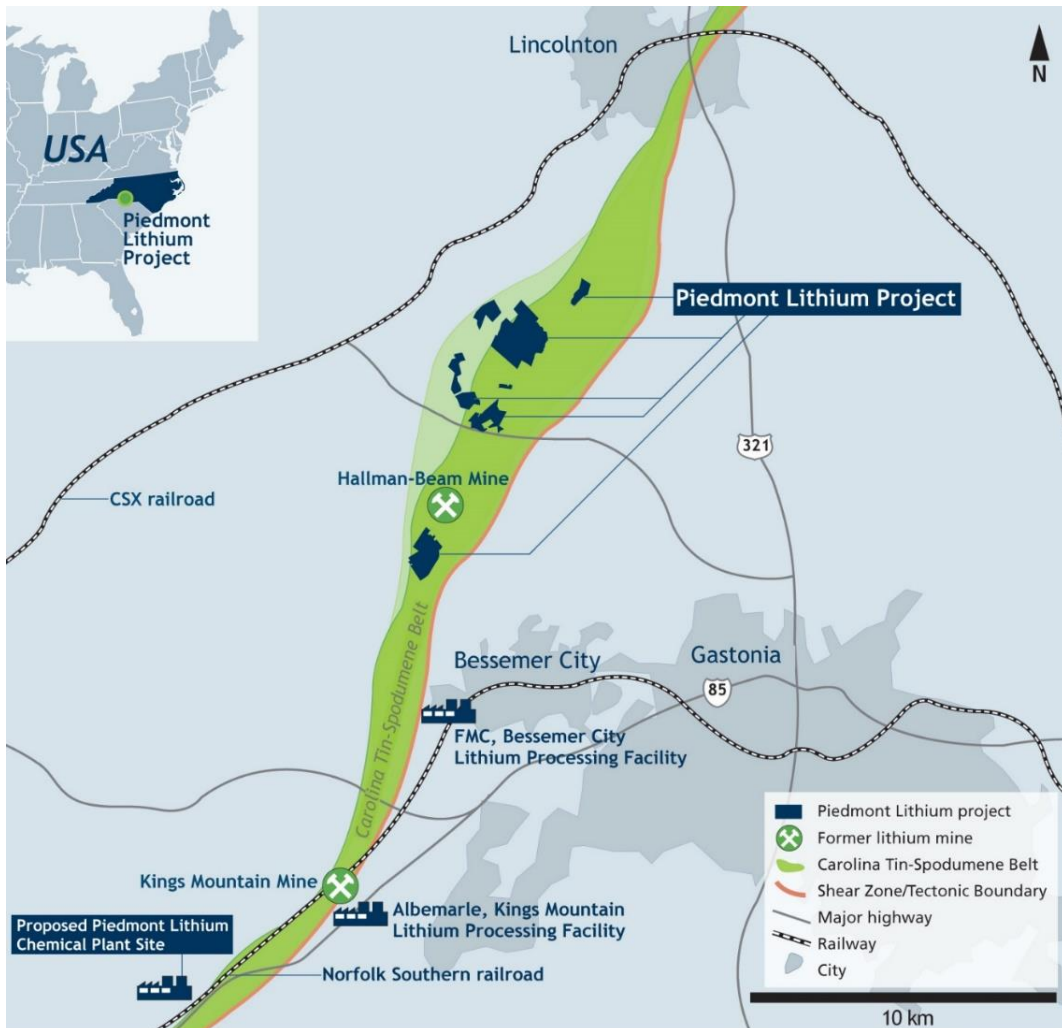 Lincolnton
N
USA
Piedmont
Lithium
Project
Piedmont Lithium Project
321
Hallman-Beam Mine
CSX railroad
Carolina Tin-Spodumene Belt
Bessemer City
Gastonia
85
FMC, Bessemer City
Lithium Processing Facility
Kings Mountain Mine
Albemarle, Kings Mountain
Lithium Processing Facility
Proposed Piedmont Lithium
Chemical Plant Site
Norfolk Southern railroad
Piedmont Lithium project
Former lithium mine
Carolina Tin-Spodumene Belt
Shear Zone/Tectonic Boundary
Major highway
Railway
City
10 km